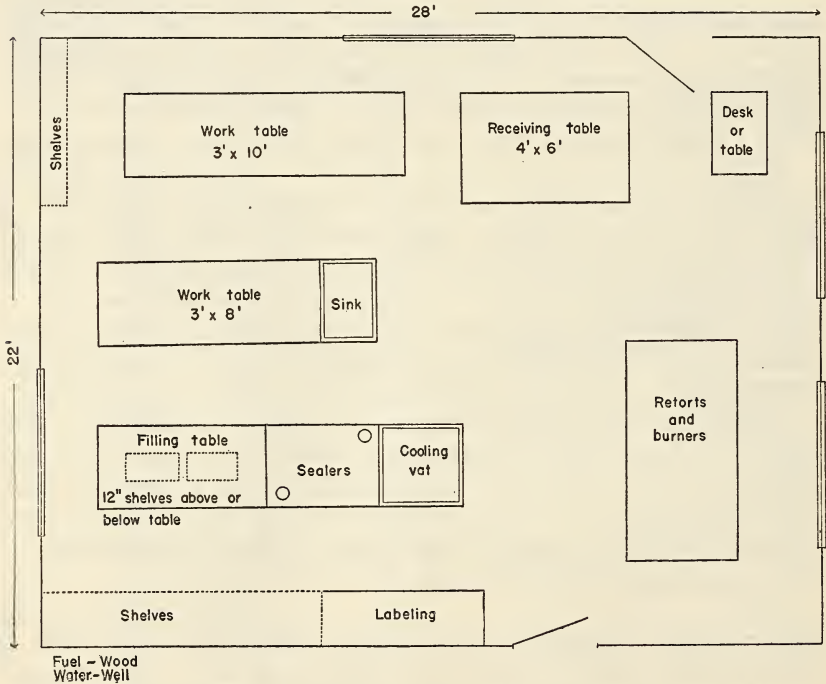 28'
Shelves
Work table
3' x 10'
Receiving table
4' x 6'
Desk
or
table
22'
Work table
3' x 8'
Sink
Retorts
and
burners
Filling table
12" shelves above or
below table
Sealers
Cooling
vat
Shelves
Labeling
Fuel - Wood
Water-Well